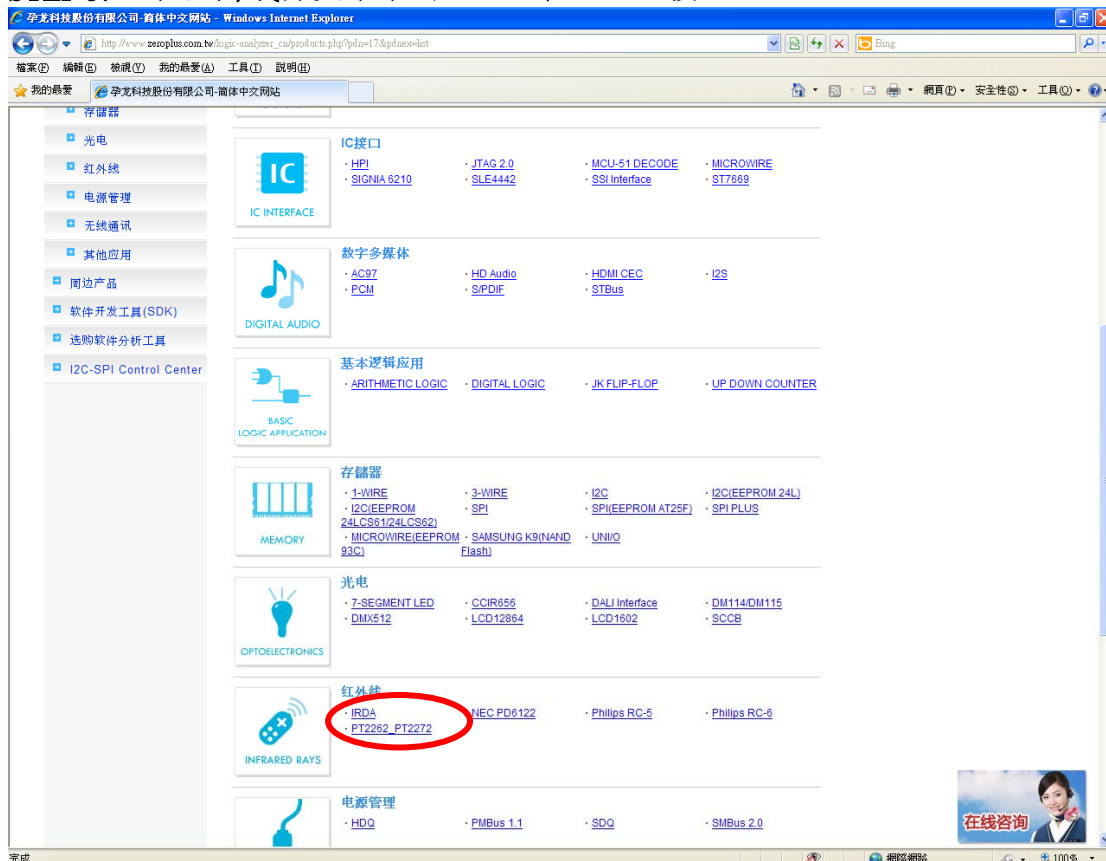 孕龙科技股份有限公司-简体中文网站 - Windows Internet Explorer
http://www.zeroplus.com.tw/logic-analyzer_cn/products.php?pdn=17&pdnex=list
Bing
檔案(F) 編輯(E) 檢視(V) 我的最愛(A) 工具(T) 說明(H)
我的最愛
孕龙科技股份有限公司-简体中文网站
網頁(P) 安全性(S) 工具(O)
存儲器
光电
红外线
电源管理
无线通讯
其他应用
周边产品
软件开发工具(SDK)
选购软件分析工具
I2C-SPI Control Center
IC接口
IC
IC INTERFACE
· HPI · JTAG 2.0 · MCU-51 DECODE · MICROWIRE
· SIGNIA 6210 · SLE4442 · SSI Interface · ST7669
数字多媒体
DIGITAL AUDIO
· AC97 · HD Audio · HDMI CEC · I2S
· PCM · S/PDIF · STBus
基本逻辑应用
BASIC
LOGIC APPLICATION
· ARITHMETIC LOGIC · DIGITAL LOGIC · JK FLIP-FLOP · UP DOWN COUNTER
存儲器
MEMORY
· 1-WIRE · 3-WIRE · I2C · I2C(EEPROM 24L)
· I2C(EEPROM 24LCS61/24LCS62) · SPI · SPI(EEPROM AT25F) · SPI PLUS
· MICROWIRE(EEPROM 93C) · SAMSUNG K9(NAND Flash) · UNI/O
光电
OPTOELECTRONICS
· 7-SEGMENT LED · CCIR656 · DALI Interface · DM114/DM115
· DMX512 · LCD12864 · LCD1602 · SCCB
红外线
INFRARED RAYS
· IRDA · NEC PD6122 · Philips RC-5 · Philips RC-6
· PT2262_PT2272
电源管理
· HDQ · PMBus 1.1 · SDQ · SMBus 2.0
在线咨询
完成
網際網路
100%